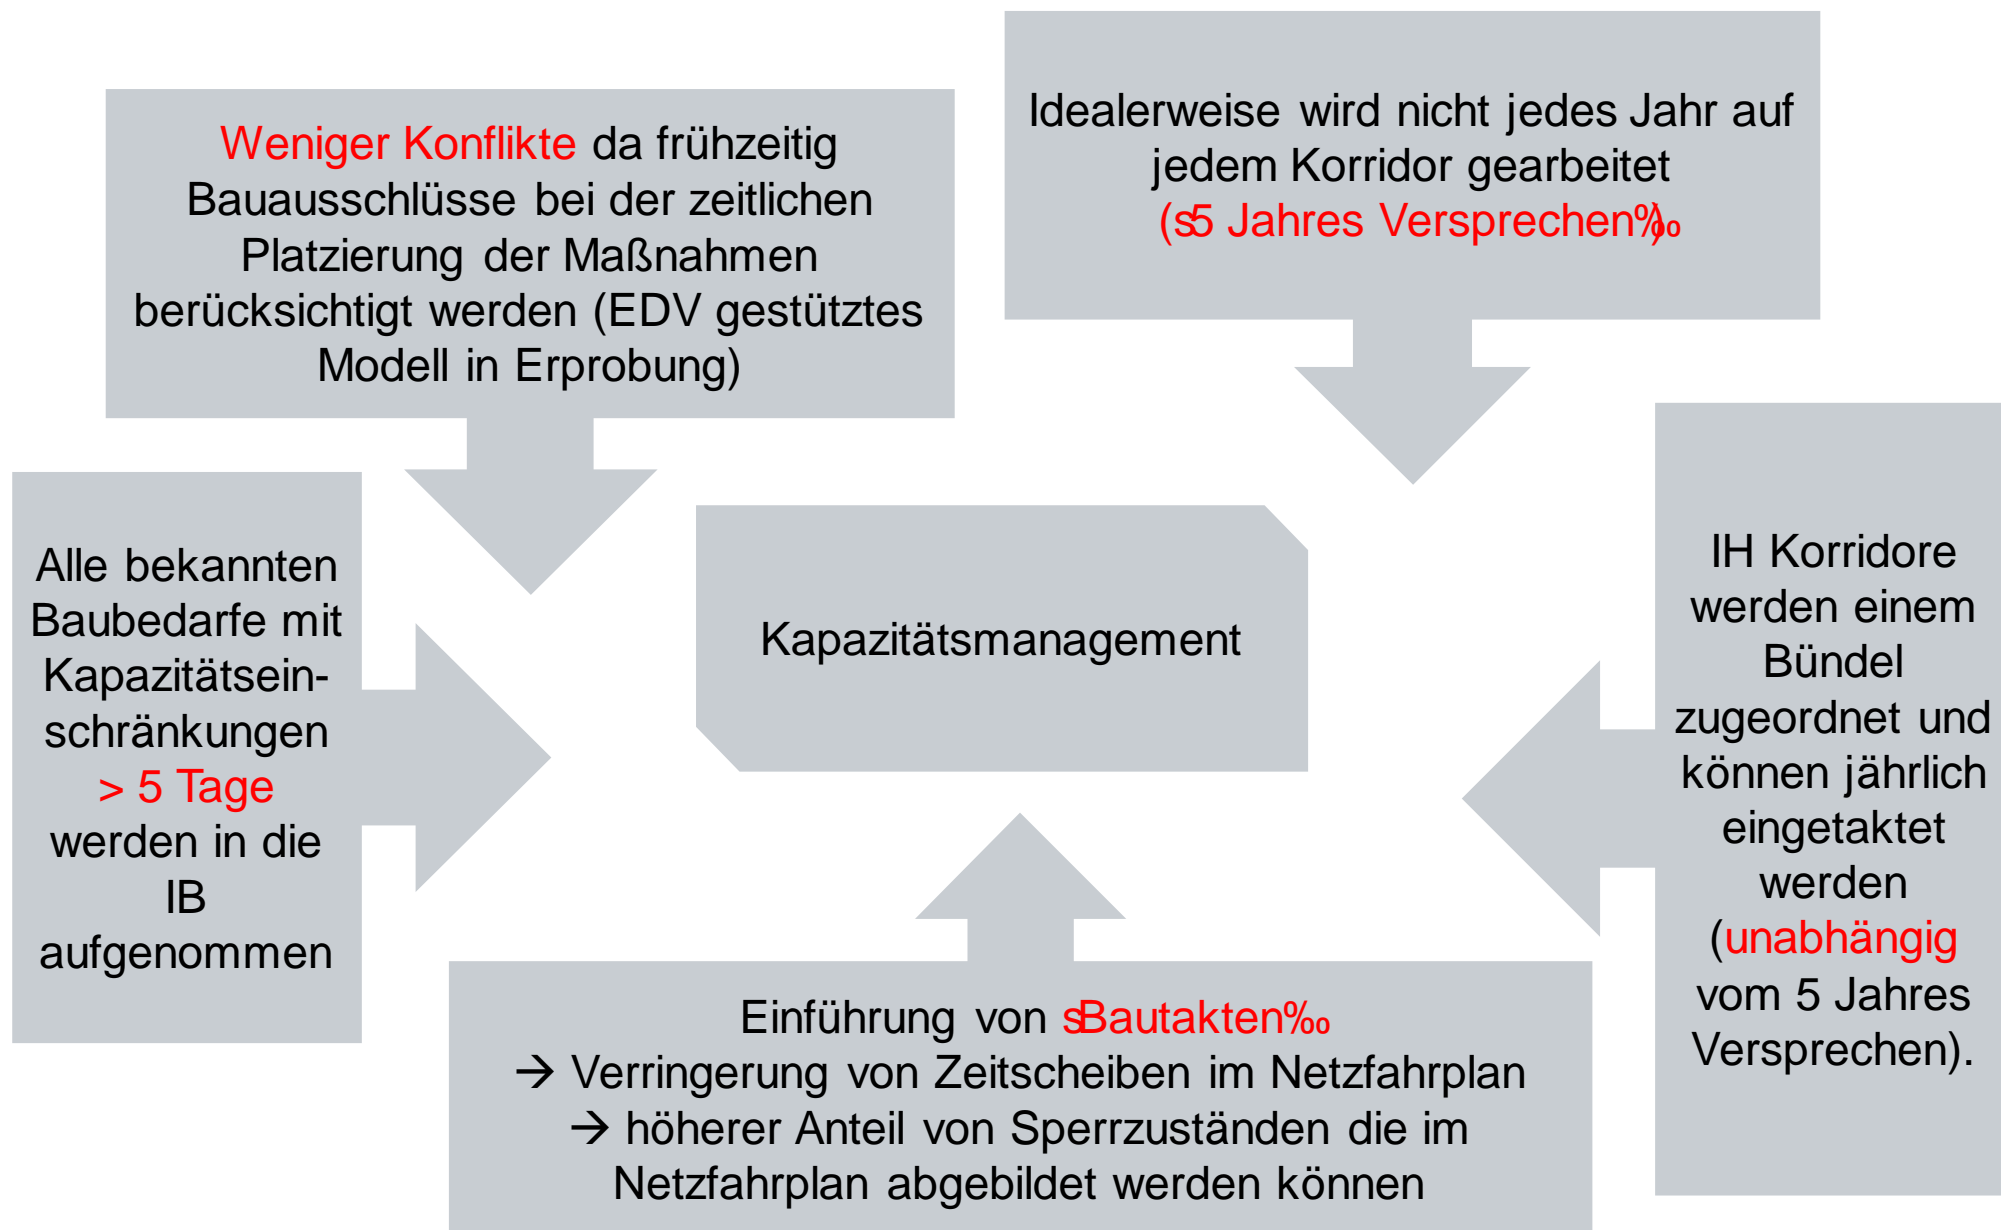 Weniger Konflikte da frühzeitig
Bauausschlüsse bei der zeitlichen
Platzierung der Maßnahmen
berücksichtigt werden (EDV gestütztes
Modell in Erprobung)
Idealerweise wird nicht jedes Jahr auf
jedem Korridor gearbeitet
(s5 Jahres Versprechen‰)
Alle bekannten
Baubedarfe mit
Kapazitätsein-
schränkungen
> 5 Tage
werden in die
IB
aufgenommen
Kapazitätsmanagement
IH Korridore
werden einem
Bündel
zugeordnet und
können jährlich
eingetaktet
werden
(unabhängig
vom 5 Jahres
Versprechen).
Einführung von sBautakten‰
→ Verringerung von Zeitscheiben im Netzfahrplan
→ höherer Anteil von Sperrzuständen die im
Netzfahrplan abgebildet werden können